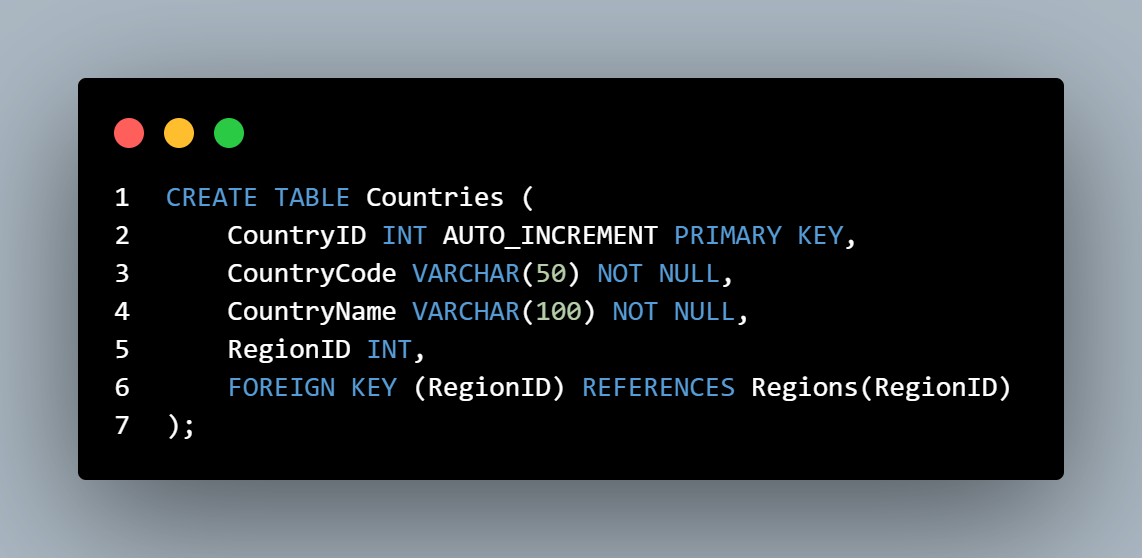 1 CREATE TABLE Countries (
2     CountryID INT AUTO_INCREMENT PRIMARY KEY,
3     CountryCode VARCHAR(50) NOT NULL,
4     CountryName VARCHAR(100) NOT NULL,
5     RegionID INT,
6     FOREIGN KEY (RegionID) REFERENCES Regions(RegionID)
7 );